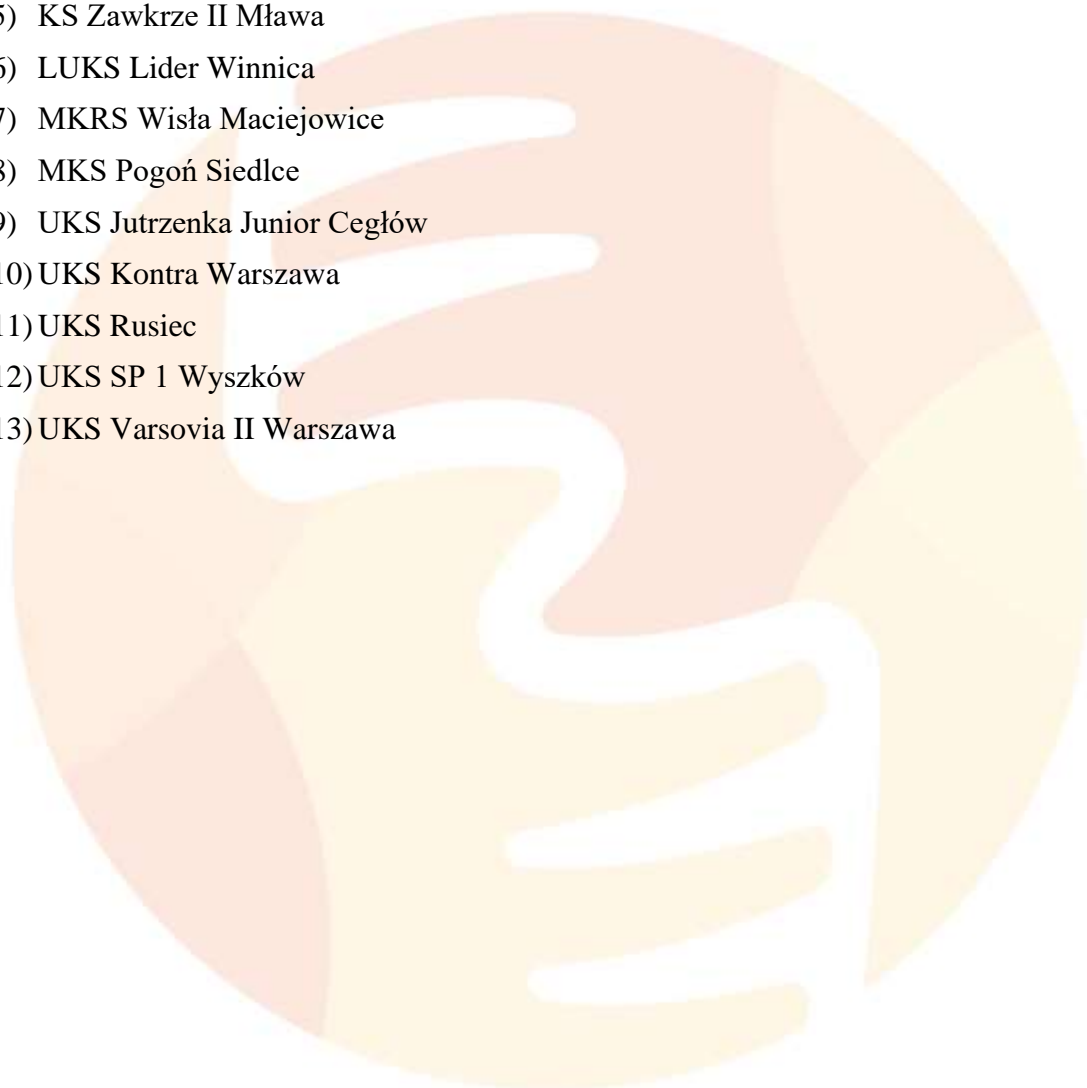 5) KS Zawkrze II Mława
6) LUKS Lider Winnica
7) MKRS Wisła Maciejowice
8) MKS Pogoń Siedlce
9) UKS Jutrzenka Junior Cegłów
10) UKS Kontra Warszawa
11) UKS Rusiec
12) UKS SP 1 Wyszków
13) UKS Varsovia II Warszawa